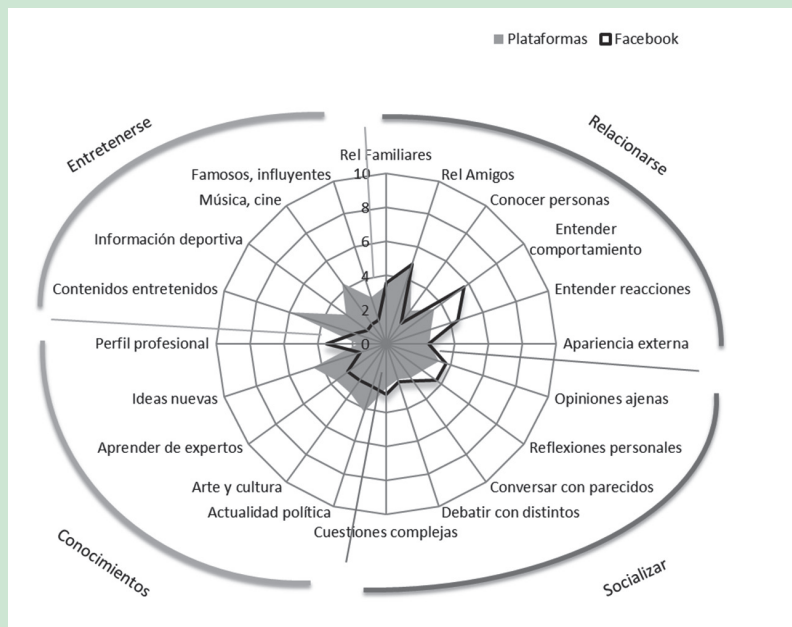 Plataformas Facebook
Entretenerse
Relacionarse
Rel Familiares
Famosos, influyentes
Rel Amigos
Música, cine
Conocer personas
Información deportiva
Entender
comportamiento
Contenidos entretenidos
Entender reacciones
Perfil profesional
Apariencia externa
Ideas nuevas
Opiniones ajenas
Aprender de expertos
Reflexiones personales
Arte y cultura
Conversar con parecidos
Actualidad política
Debatir con distintos
Cuestiones complejas
10
8
6
4
2
0
Conocimientos
Socializar